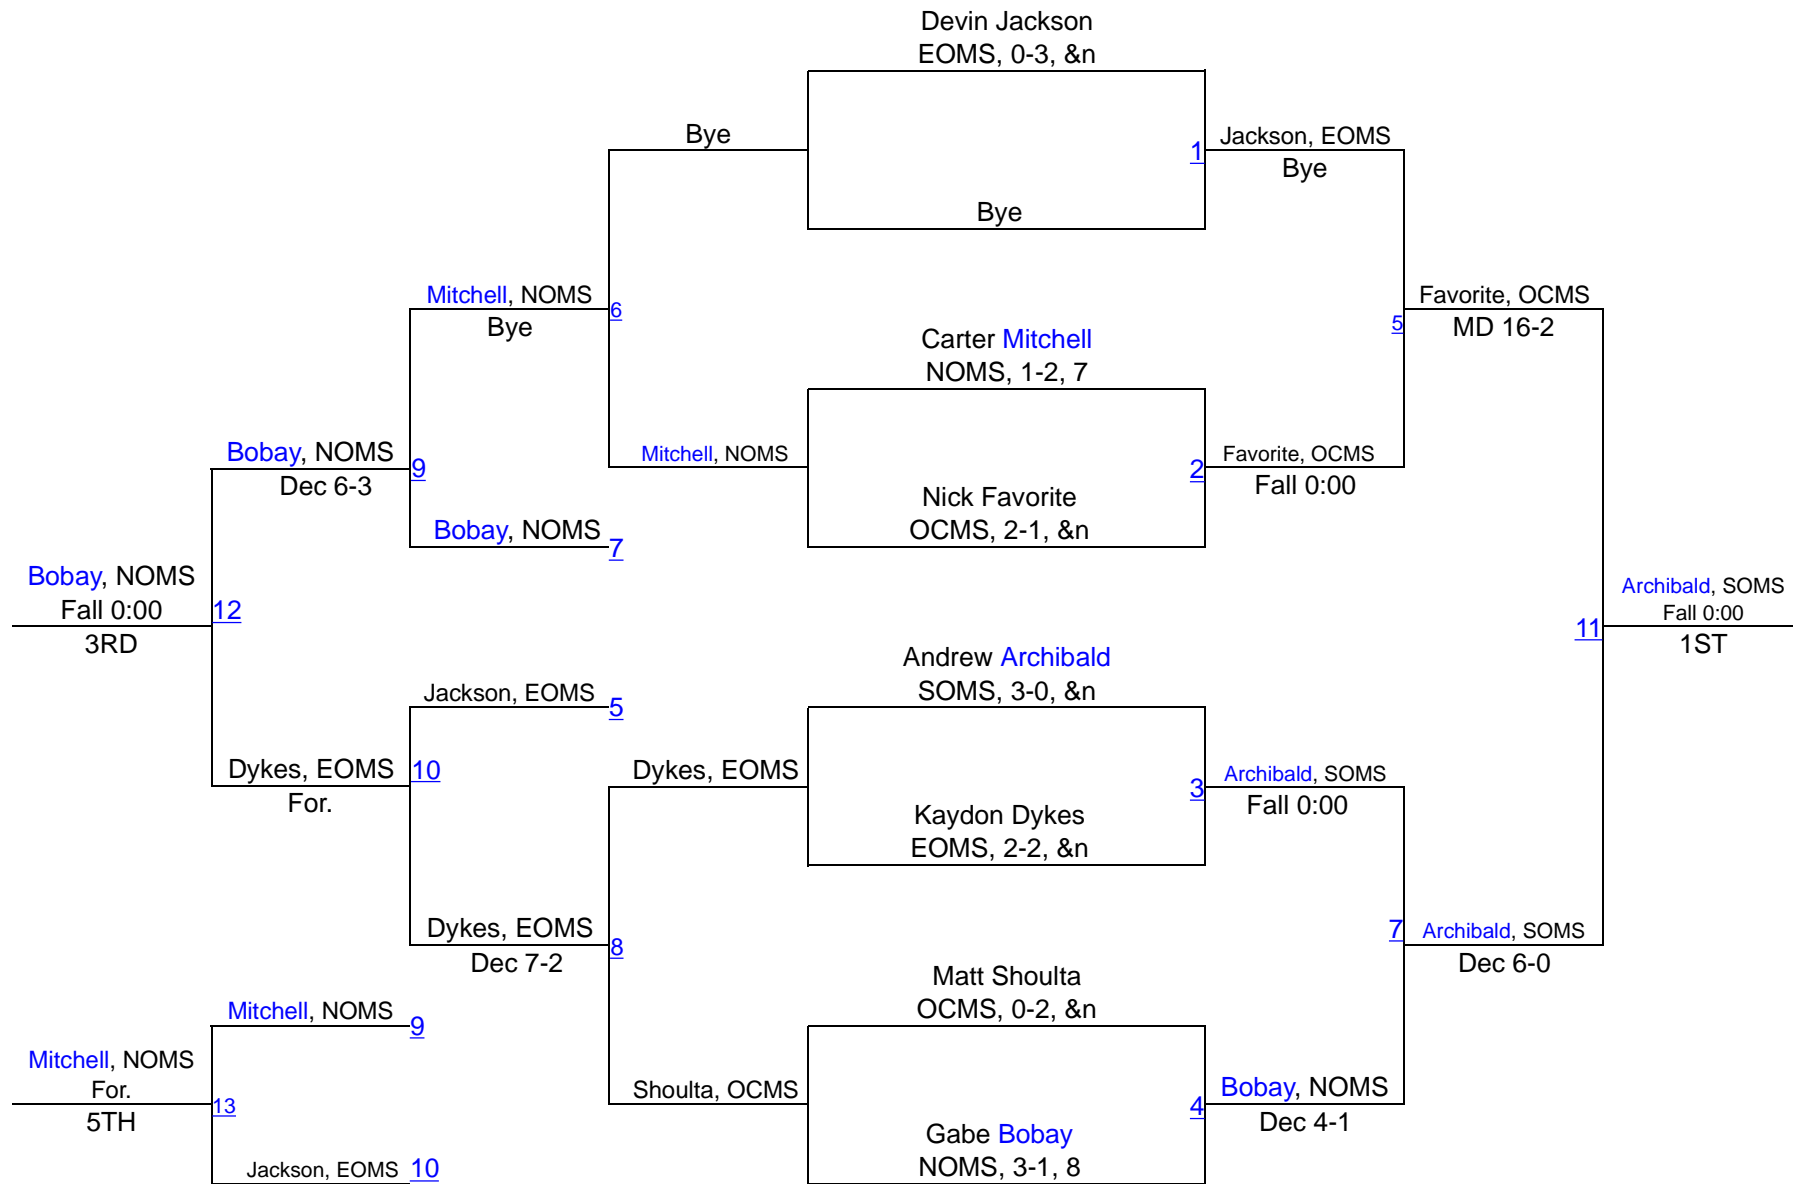 Devin Jackson
EOMS, 0-3, &n
Bye
1
Jackson, EOMS
Bye
Bye
Mitchell, NOMS
Bye
6
Carter Mitchell
NOMS, 1-2, 7
5
Favorite, OCMS
MD 16-2
Bobay, NOMS
Dec 6-3
9
Mitchell, NOMS
2
Favorite, OCMS
Fall 0:00
Nick Favorite
OCMS, 2-1, &n
Bobay, NOMS
7
Bobay, NOMS
Fall 0:00
3RD
12
Archibald, SOMS
Fall 0:00
1ST
11
Andrew Archibald
SOMS, 3-0, &n
Jackson, EOMS
5
Dykes, EOMS
For.
10
Dykes, EOMS
3
Archibald, SOMS
Fall 0:00
Kaydon Dykes
EOMS, 2-2, &n
Dykes, EOMS
Dec 7-2
8
7
Archibald, SOMS
Dec 6-0
Matt Shoulta
OCMS, 0-2, &n
Mitchell, NOMS
9
Mitchell, NOMS
For.
5TH
13
Shoulta, OCMS
4
Bobay, NOMS
Dec 4-1
Gabe Bobay
NOMS, 3-1, 8
Jackson, EOMS
10